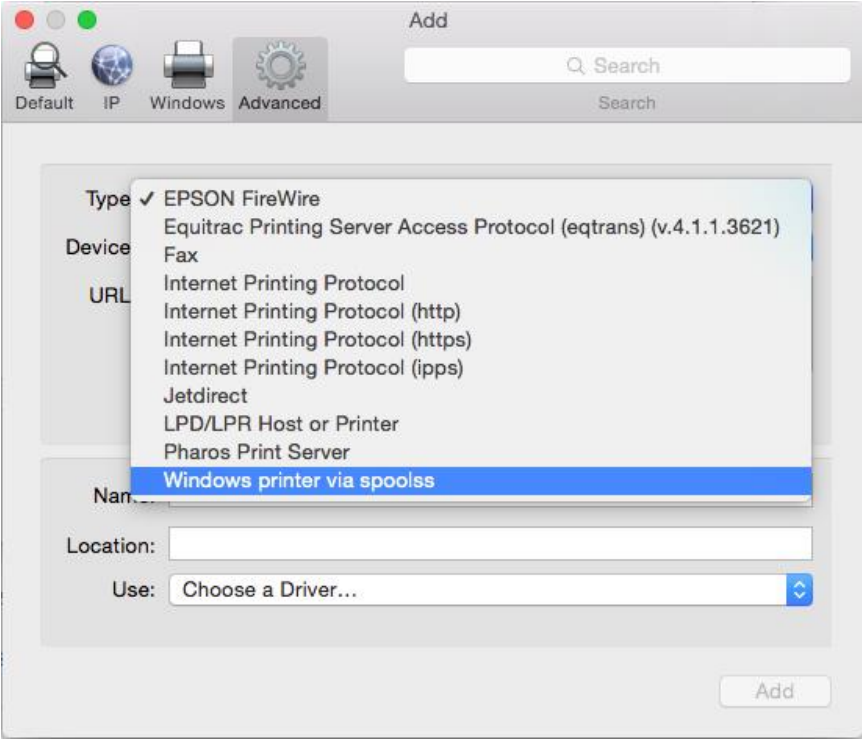 Add
Search
Default IP Windows Advanced Search
Type ✓ EPSON FireWire
Equitrac Printing Server Access Protocol (eqtrans) (v.4.1.1.3621)
Device
Fax
URL
Internet Printing Protocol
Internet Printing Protocol (http)
Internet Printing Protocol (https)
Internet Printing Protocol (ipps)
Jetdirect
LPD/LPR Host or Printer
Pharos Print Server
Windows printer via spoolss
Name:
Location:
Use: Choose a Driver...
Add